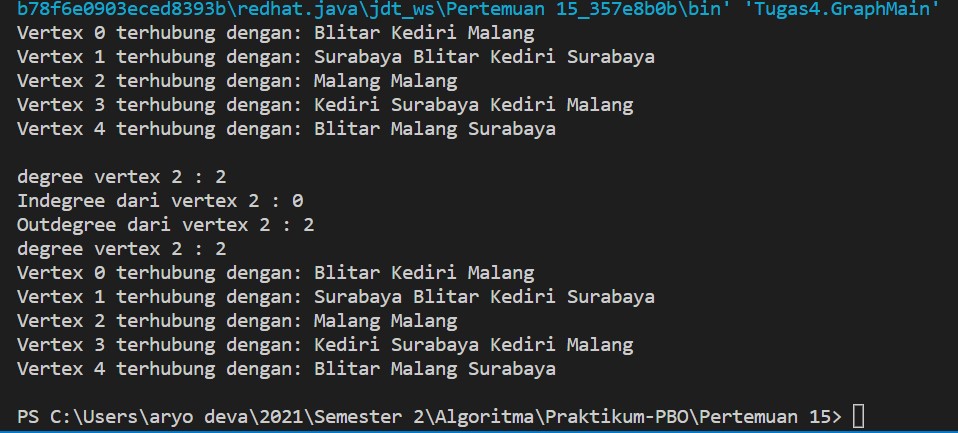 b78f6e0903eced8393b\redhat.java\jdt_ws\Pertemuan 15_357e8b0b\bin' 'Tugas4.GraphMain'
Vertex 0 terhubung dengan: Blitar Kediri Malang
Vertex 1 terhubung dengan: Surabaya Blitar Kediri Surabaya
Vertex 2 terhubung dengan: Malang Malang
Vertex 3 terhubung dengan: Kediri Surabaya Kediri Malang
Vertex 4 terhubung dengan: Blitar Malang Surabaya
degree vertex 2 : 2
Indegree dari vertex 2 : 0
Outdegree dari vertex 2 : 2
degree vertex 2 : 2
Vertex 0 terhubung dengan: Blitar Kediri Malang
Vertex 1 terhubung dengan: Surabaya Blitar Kediri Surabaya
Vertex 2 terhubung dengan: Malang Malang
Vertex 3 terhubung dengan: Kediri Surabaya Kediri Malang
Vertex 4 terhubung dengan: Blitar Malang Surabaya
PS C:\Users\aryo deva\2021\Semester 2\Algoritma\Praktikum-PBO\Pertemuan 15>